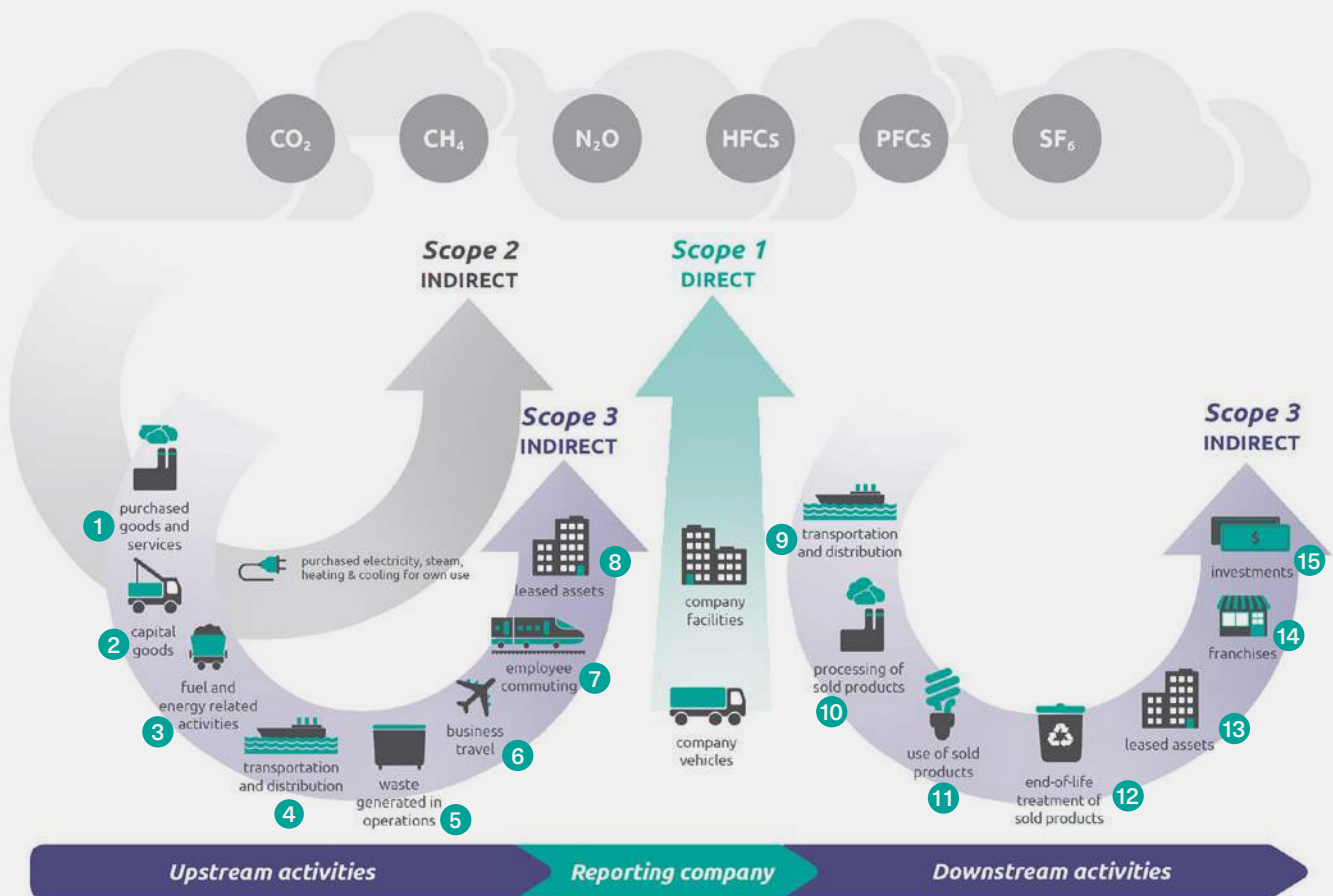 CO₂
CH₄
N₂O
HFCs
PFCs
SF₆
Scope 2
INDIRECT
Scope 1
DIRECT
Scope 3
INDIRECT
Scope 3
INDIRECT
1
purchased
goods and
services
2
capital
goods
3
fuel and
energy related
activities
4
transportation
and distribution
5
waste
generated in
operations
6
business
travel
7
employee
commuting
8
leased assets
purchased electricity, steam,
heating & cooling for own use
company
facilities
company
vehicles
9
transportation
and distribution
10
processing of
sold products
11
use of sold
products
12
end-of-life
treatment of
sold products
13
leased assets
14
franchises
15
$
investments
Upstream activities
Reporting company
Downstream activities